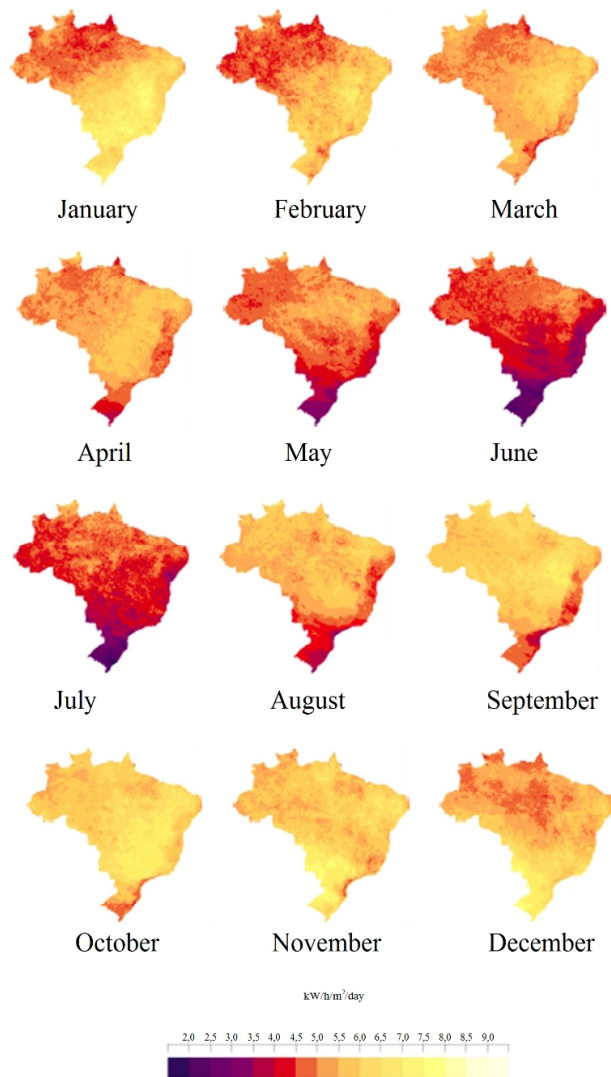 January February March
April May June
July August September
October November December
kW/h/m²/day
2,0 2,5 3,0 3,5 4,0 4,5 5,0 5,5 6,0 6,5 7,0 7,5 8,0 8,5 9,0